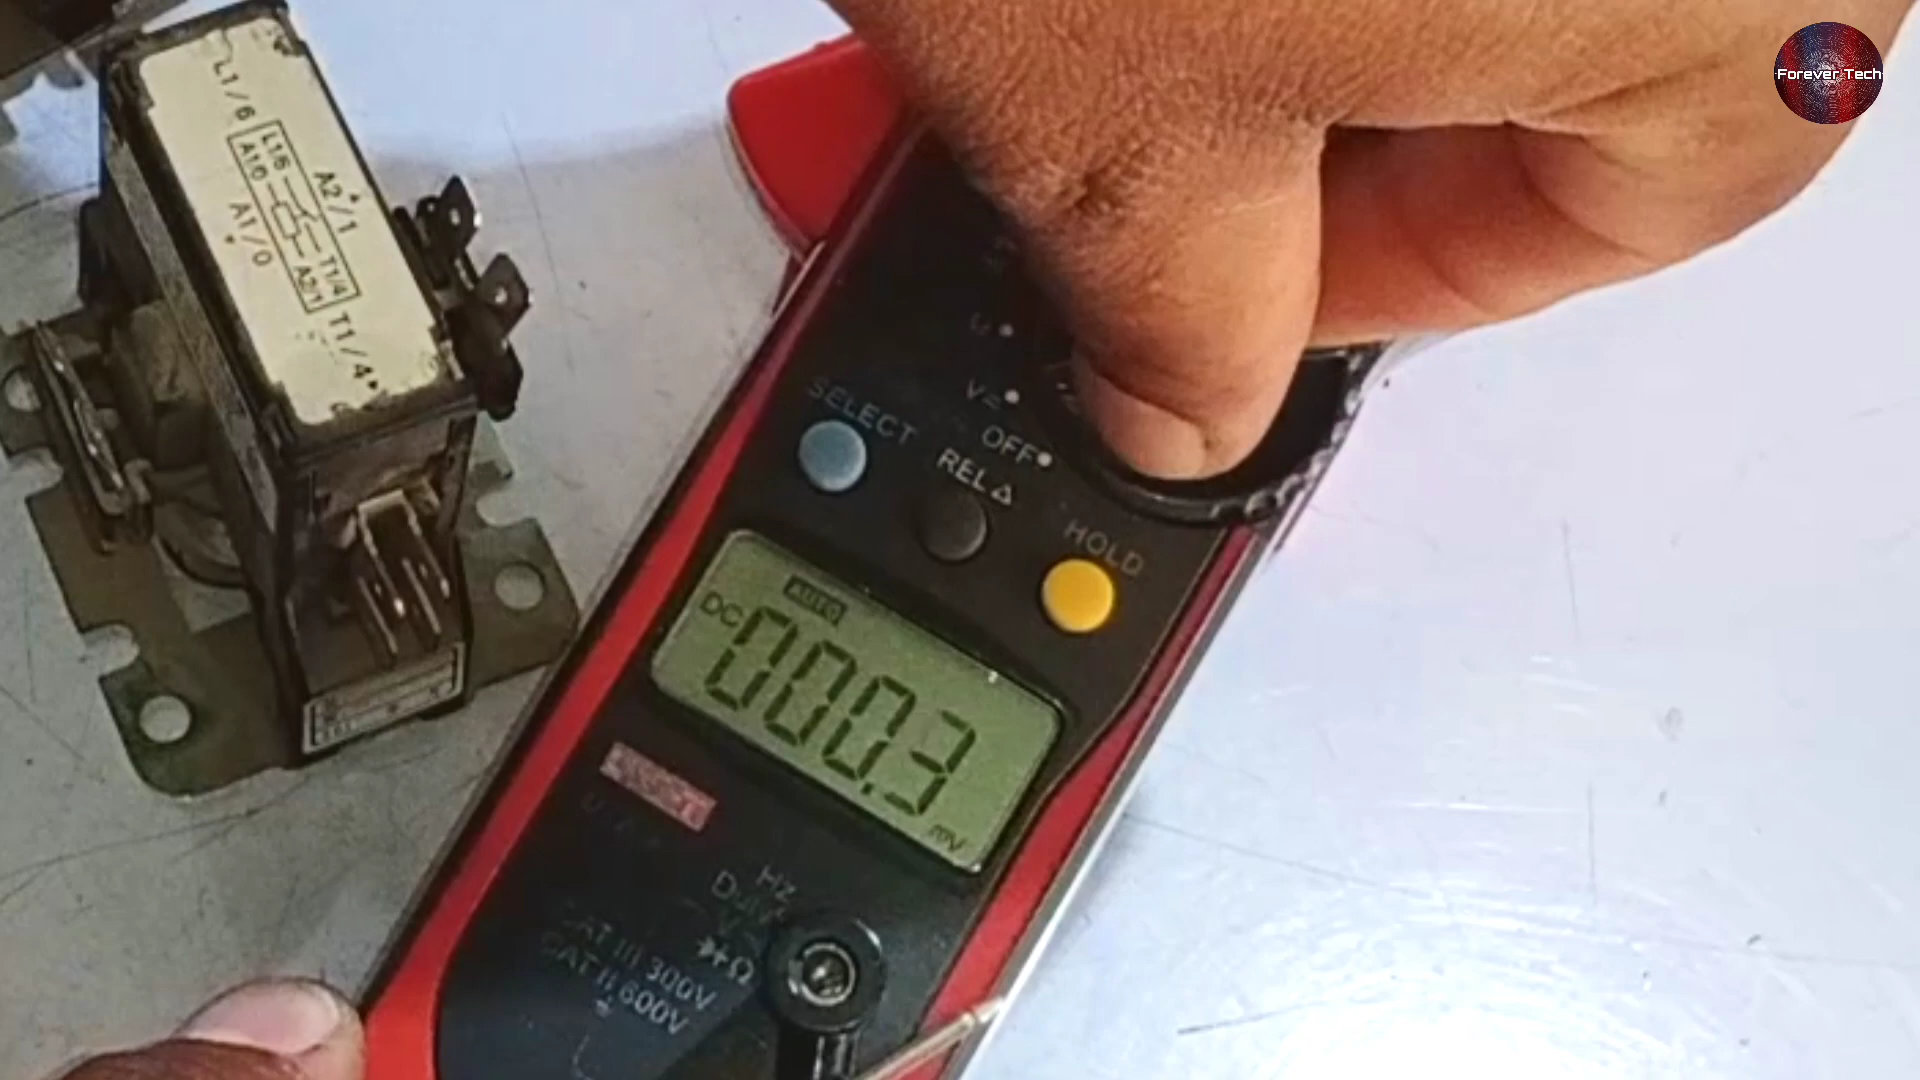 Forever Tech
L1/6
A2/1
L1/6
A1/0
T1/4
A2/1
A1/0
T1/4
V
OFF
SELECT
REL △
HOLD
AUTO
DC
000.3
mV
Hz
Duty
Ω
CAT III 300V
CAT II 600V